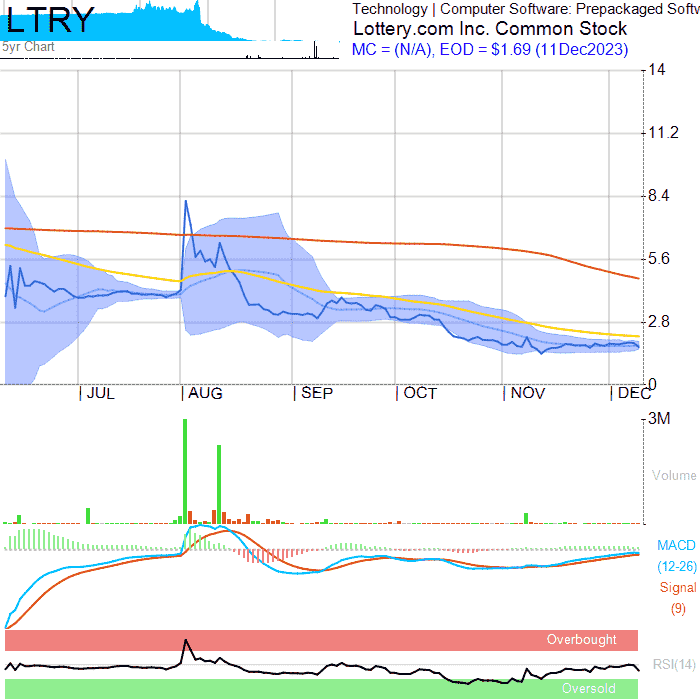 LTRY
Technology | Computer Software: Prepackaged Softw
Lottery.com Inc. Common Stock
MC = (N/A), EOD = $1.69 (11Dec2023)
5yr Chart
14
11.2
8.4
5.6
2.8
0
JUL
AUG
SEP
OCT
NOV
DEC
3M
Volume
MACD
(12-26)
Signal
(9)
Overbought
RSI(14)
Oversold